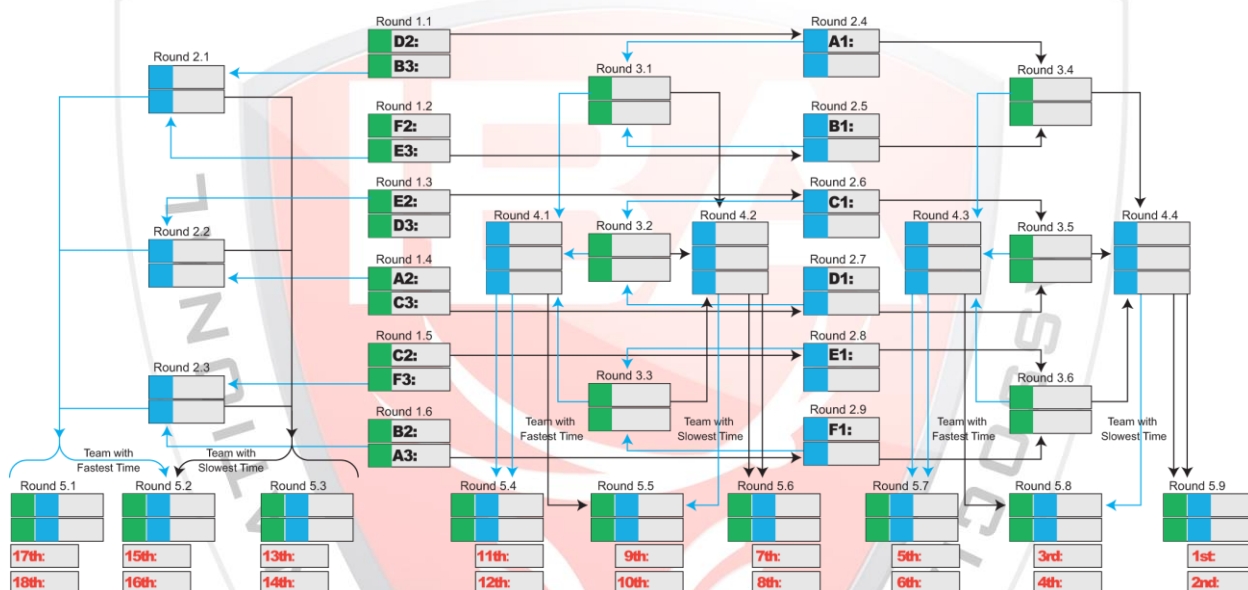 Round 1.1
D2:
B3:
Round 2.4
A1:
Round 2.1
Round 3.1
Round 3.4
Round 1.2
F2:
E3:
Round 2.5
B1:
Round 1.3
E2:
D3:
Round 2.6
C1:
Round 2.2
Round 4.1
Round 3.2
Round 4.2
Round 4.3
Round 3.5
Round 4.4
Round 1.4
A2:
C3:
Round 2.7
D1:
Round 1.5
C2:
F3:
Round 2.8
E1:
Round 2.3
Round 3.3
Round 3.6
Round 1.6
B2:
A3:
Round 2.9
F1:
Team with
Fastest Time
Team with
Slowest Time
Team with
Fastest Time
Team with
Slowest Time
Team with
Fastest Time
Team with
Slowest Time
Round 5.1
Round 5.2
Round 5.3
Round 5.4
Round 5.5
Round 5.6
Round 5.7
Round 5.8
Round 5.9
17th:
15th:
13th:
11th:
9th:
7th:
5th:
3rd:
1st:
18th:
16th:
14th:
12th:
10th:
8th:
6th:
4th:
2nd: